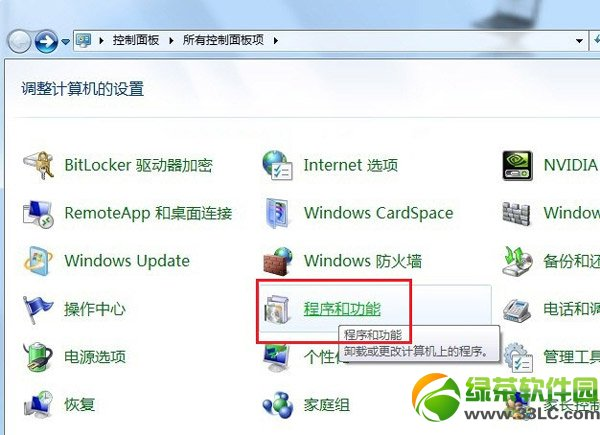 控制面板 ▸ 所有控制面板项 ▸
调整计算机的设置
BitLocker 驱动器加密
Internet 选项
NVIDIA
RemoteApp 和桌面连接
Windows CardSpace
Window
Windows Update
Windows 防火墙
备份和还
操作中心
程序和功能
电话和调
程序和功能
卸载或更改计算机上的程序。
电源选项
个性化
管理工具
恢复
家庭组
家长控制
绿茶软件园
www.33LC.com